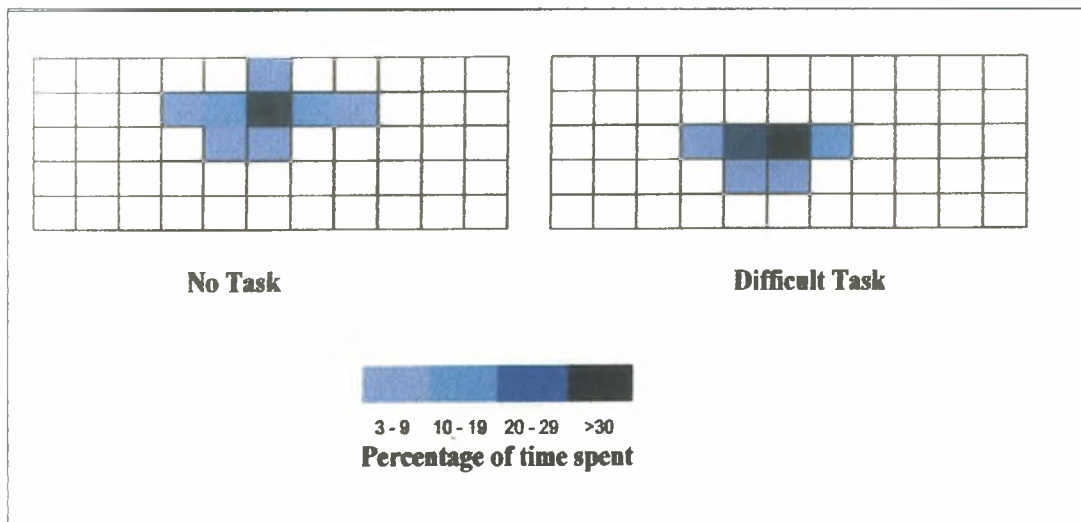 No Task
Difficult Task
3 - 9 10 - 19 20 - 29 >30
Percentage of time spent